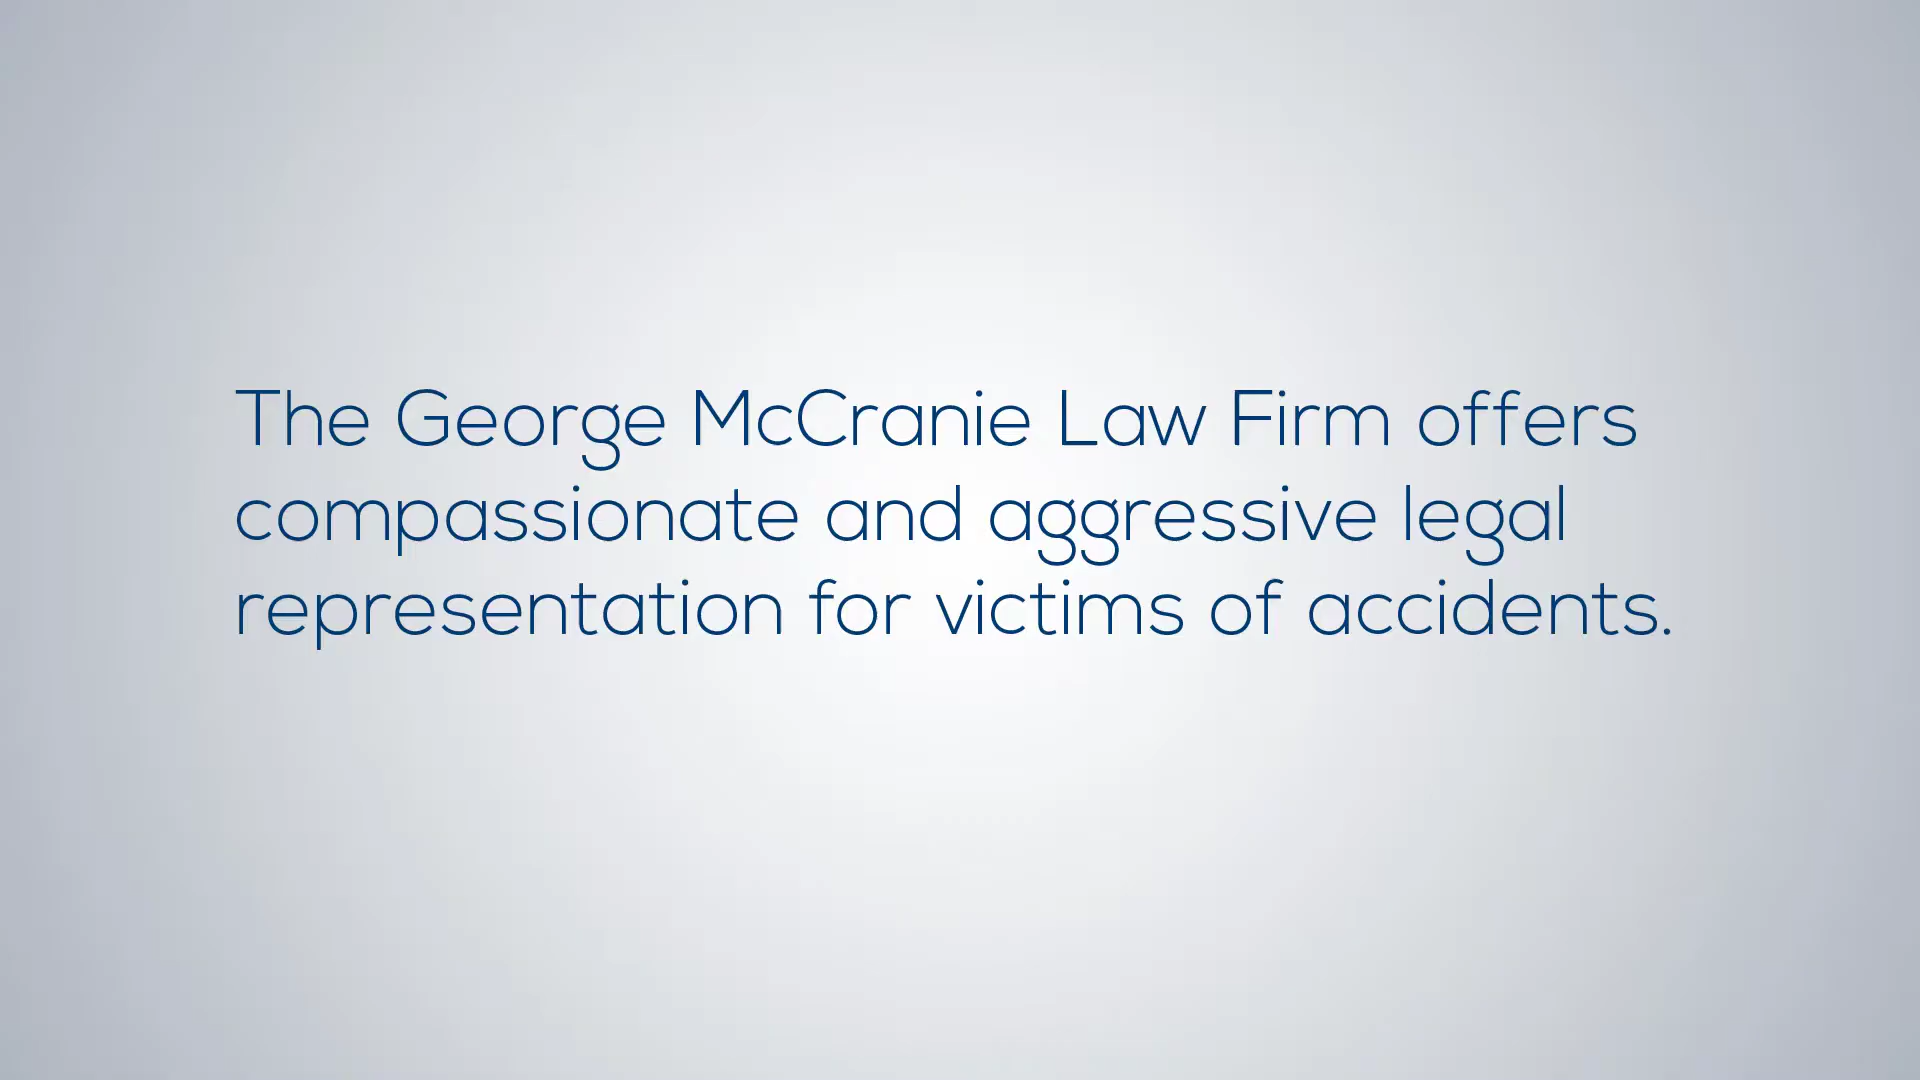 The George McCranie Law Firm offers
compassionate and aggressive legal
representation for victims of accidents.